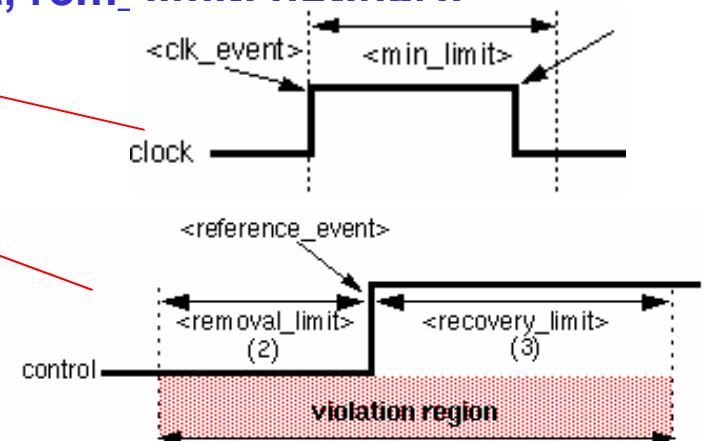 <clk_event>
<min_limit>
clock
<reference_event>
<removal_limit>
(2)
<recovery_limit>
(3)
control
violation region